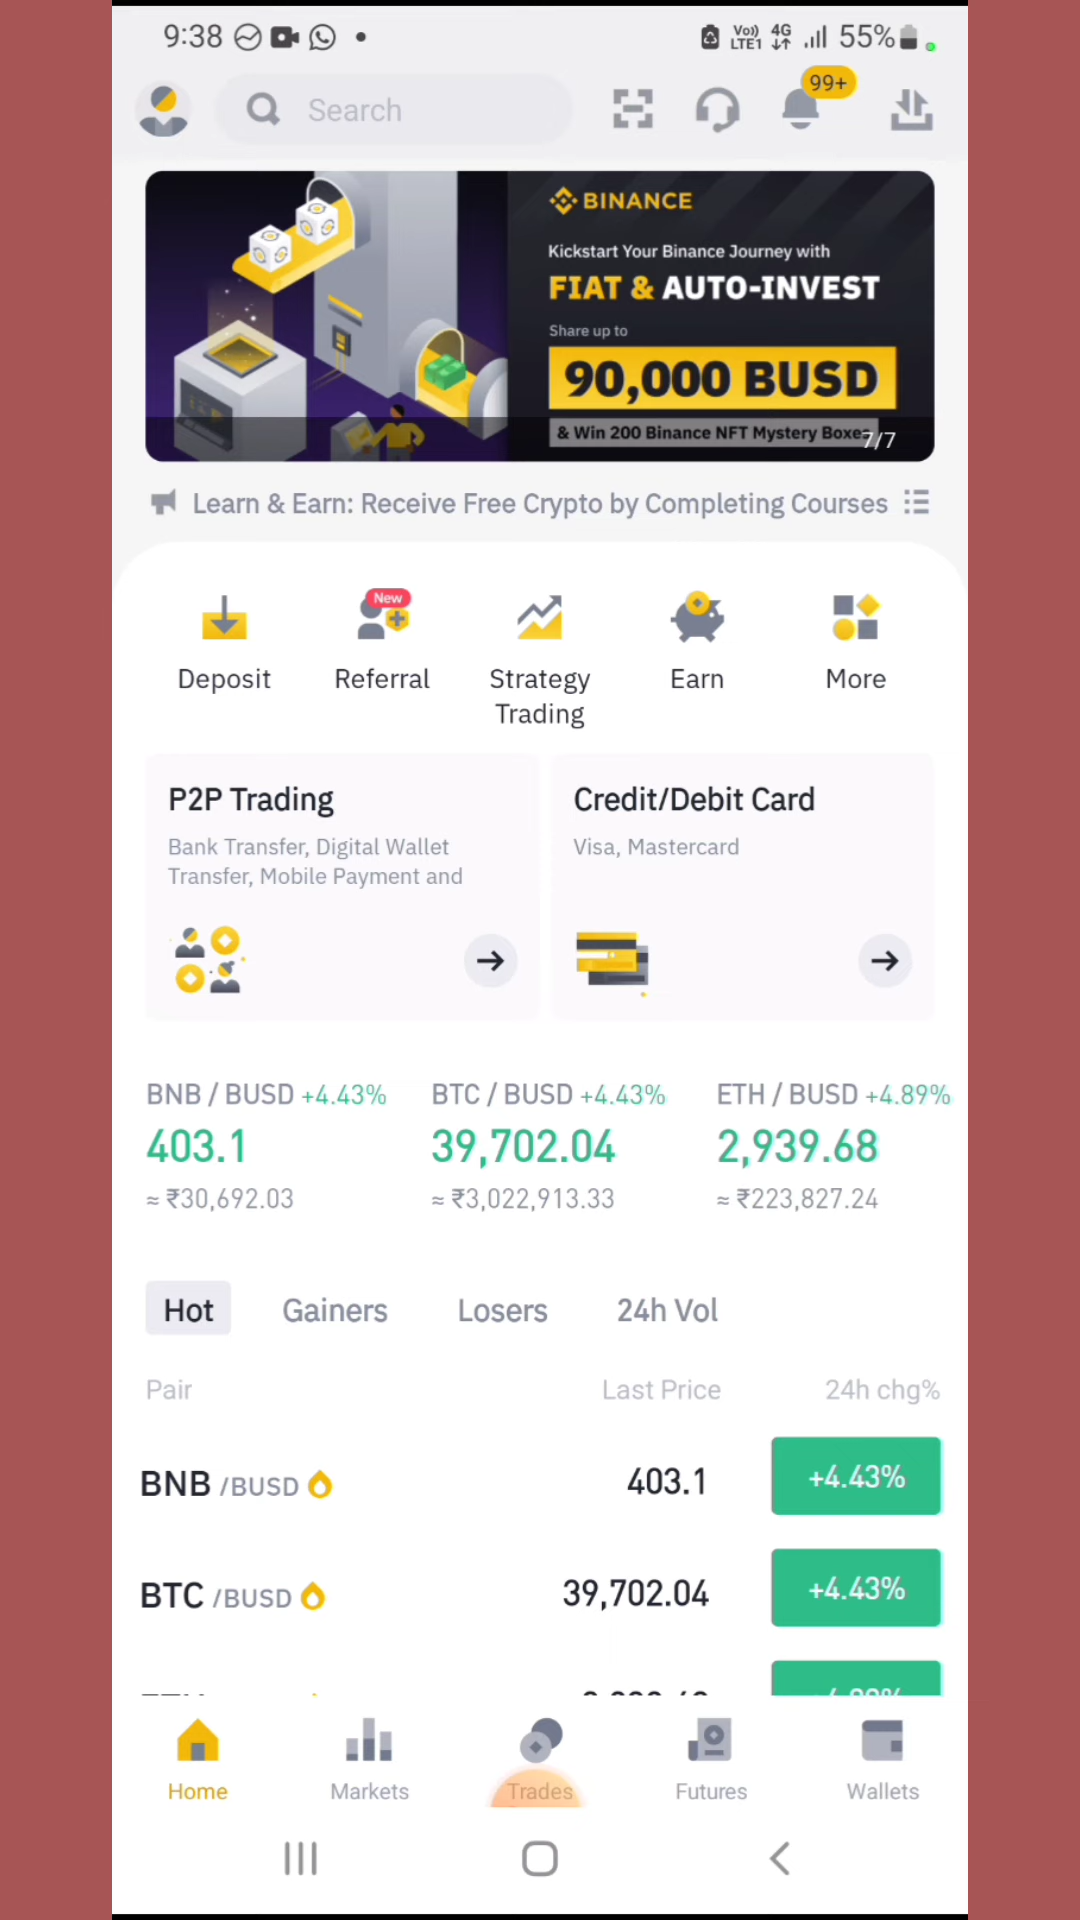 9:38
Vo)) LTE1 4G 55%
99+
Search
BINANCE
Kickstart Your Binance Journey with
FIAT & AUTO-INVEST
Share up to
90,000 BUSD
& Win 200 Binance NFT Mystery Boxes
7/7
Learn & Earn: Receive Free Crypto by Completing Courses
New
Deposit Referral Strategy Trading Earn More
P2P Trading
Bank Transfer, Digital Wallet
Transfer, Mobile Payment and
Credit/Debit Card
Visa, Mastercard
BNB / BUSD +4.43% BTC / BUSD +4.43% ETH / BUSD +4.89%
403.1 39,702.04 2,939.68
≈ ₹30,692.03 ≈ ₹3,022,913.33 ≈ ₹223,827.24
Hot Gainers Losers 24h Vol
Pair Last Price 24h chg%
BNB /BUSD 403.1 +4.43%
BTC /BUSD 39,702.04 +4.43%
Home Markets Trades Futures Wallets